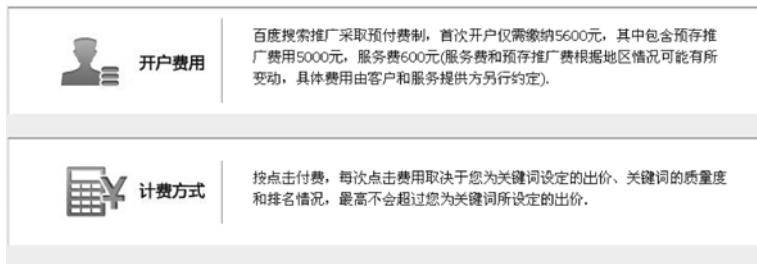 开户费用
百度搜索推广采取预付费制，首次开户仅需缴纳5600元，其中包含预存推
广费用5000元，服务费600元(服务费和预存推广费根据地区情况可能有所
变动，具体费用由客户和服务提供方另行约定).
计费方式
按点击付费，每次点击费用取决于您为关键词设定的出价、关键词的质量度
和排名情况，最高不会超过您为关键词所设定的出价.